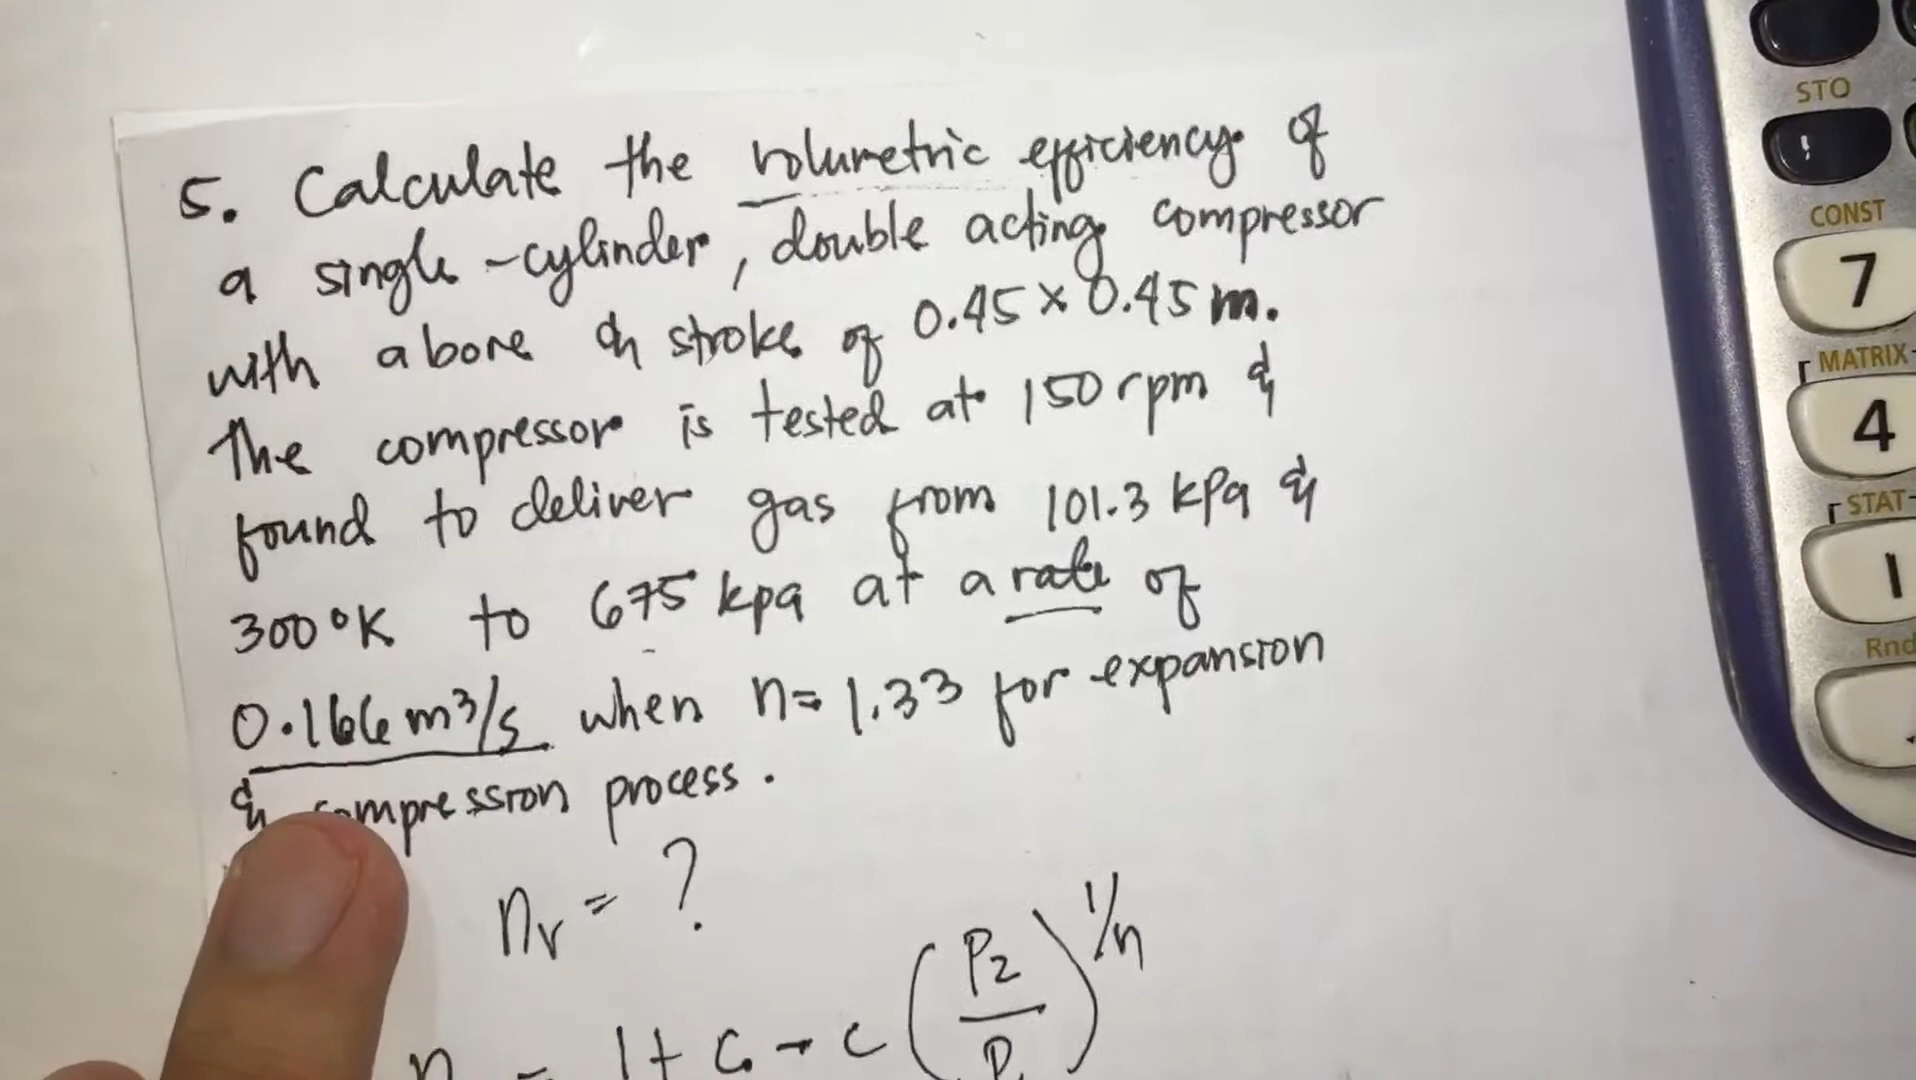 5. Calculate the volumetric efficiency of
a single-cylinder, double acting compressor
with a bore & stroke of 0.45 x 0.45 m.
The compressor is tested at 150 rpm &
found to deliver gas from 101.3 kPa &
300°K to 675 kpa at a rate of
0.166 m³/s when n = 1.33 for expansion
& compression process.
nv = ?
n = 1 + c - c (P2/P)^1/n
STO
!
CONST
7
MATRIX
4
STAT
1
Rnd